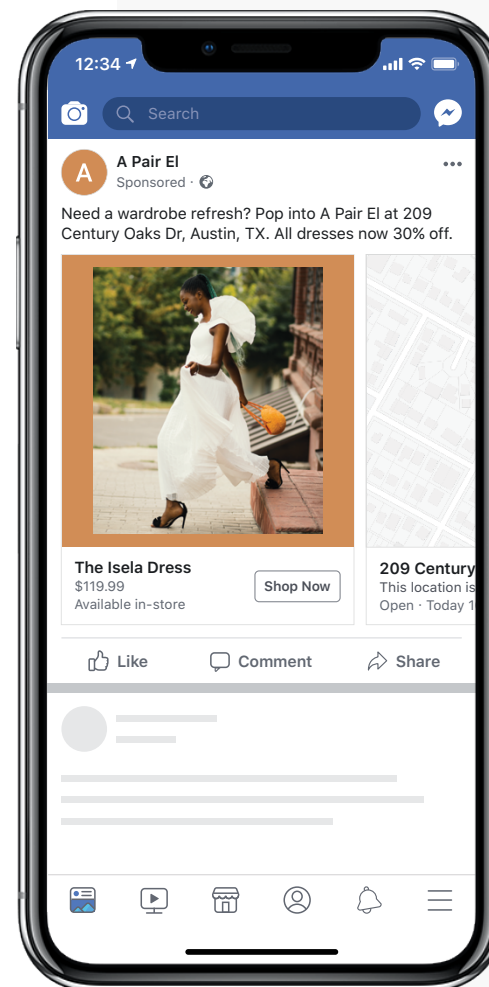 12:34
Search
A
A Pair El
Sponsored ·
Need a wardrobe refresh? Pop into A Pair El at 209
Century Oaks Dr, Austin, TX. All dresses now 30% off.
The Isela Dress
$119.99
Available in-store
Shop Now
209 Century
This location is
Open · Today 1
Like
Comment
Share